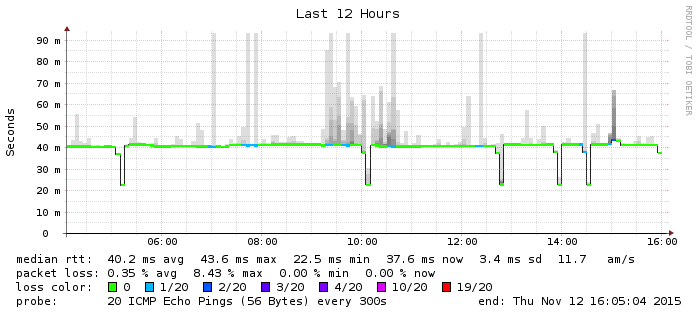 Last 12 Hours
RRDTOOL / TOBI OETIKER
Seconds
90 m
80 m
70 m
60 m
50 m
40 m
30 m
20 m
10 m
0
06:00 08:00 10:00 12:00 14:00 16:00
median rtt: 40.2 ms avg 43.6 ms max 22.5 ms min 37.6 ms now 3.4 ms sd 11.7 am/s
packet loss: 0.35 % avg 8.43 % max 0.00 % min 0.00 % now
loss color: 0 1/20 2/20 3/20 4/20 10/20 19/20
probe: 20 ICMP Echo Pings (56 Bytes) every 300s end: Thu Nov 12 16:05:04 2015